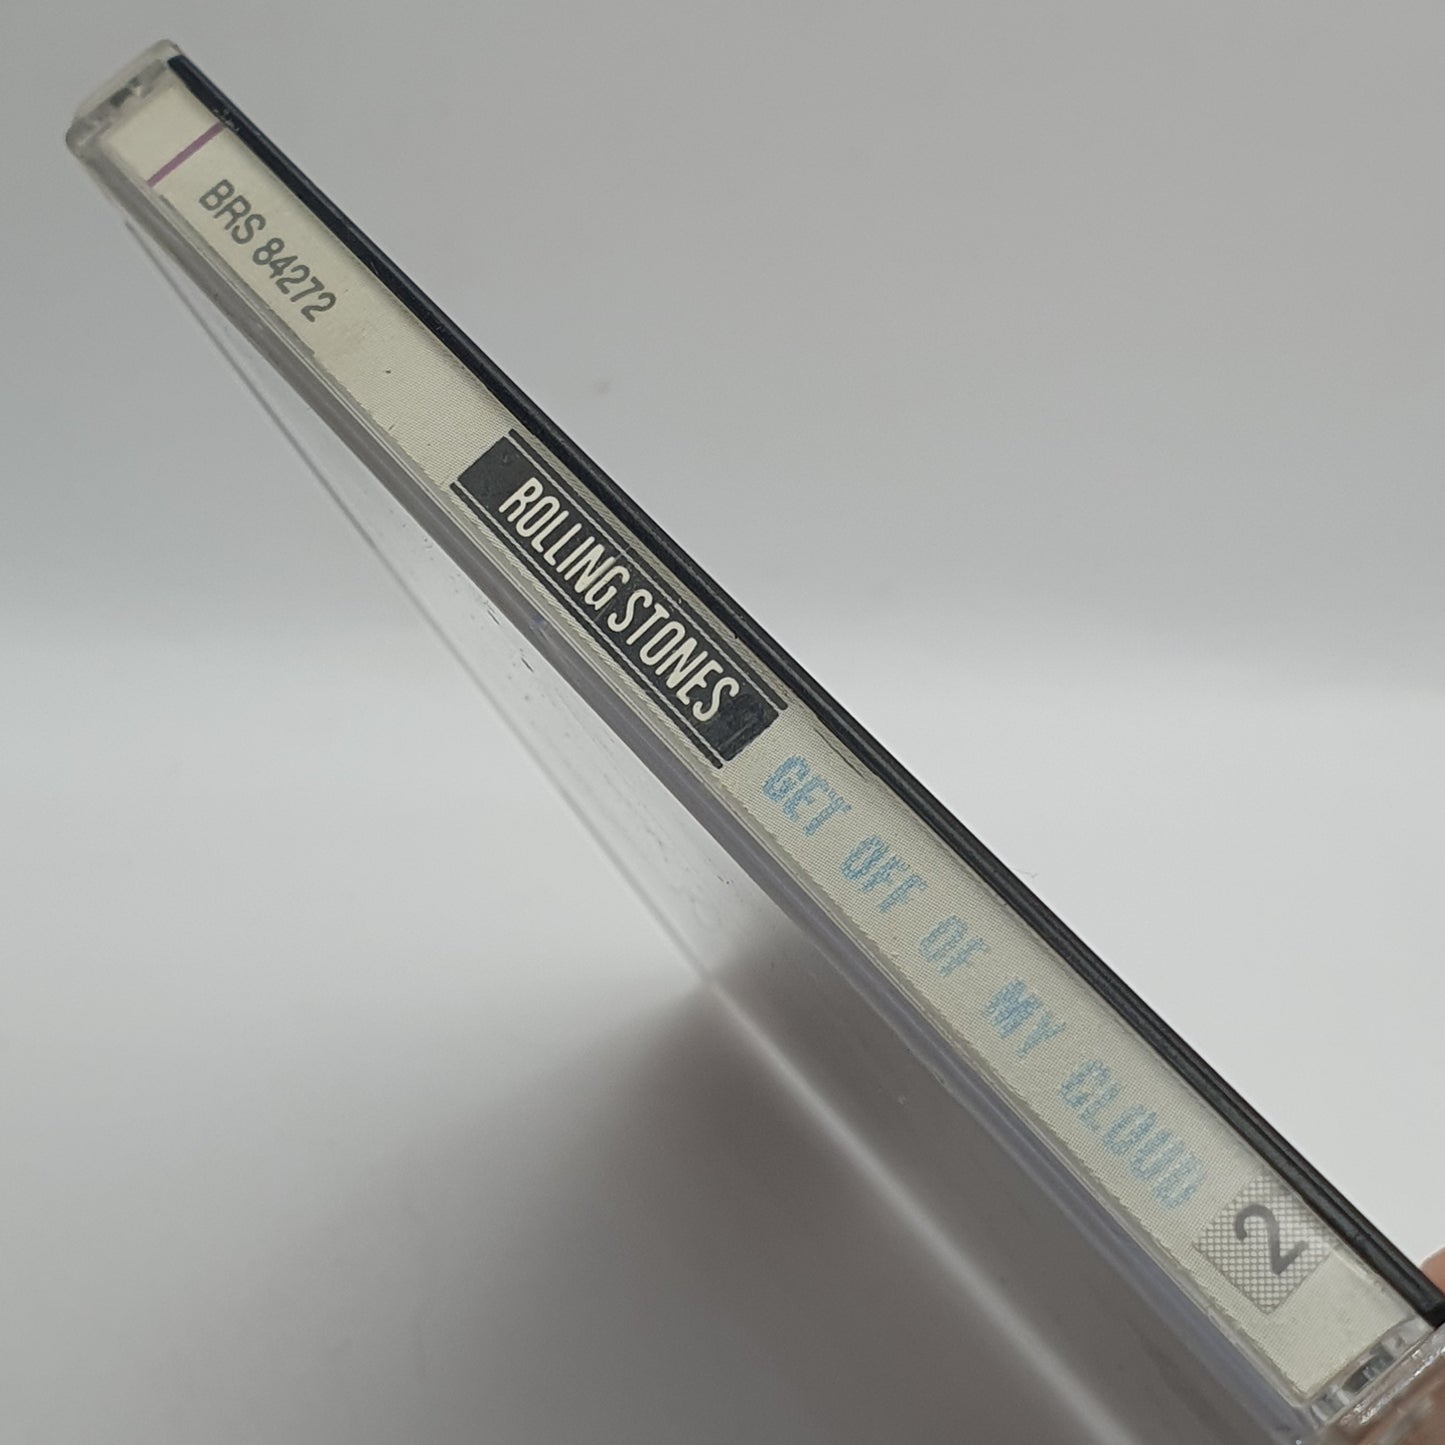 BRS 84272
ROLLING STONES
GET OFF OF MY CLOUD
2